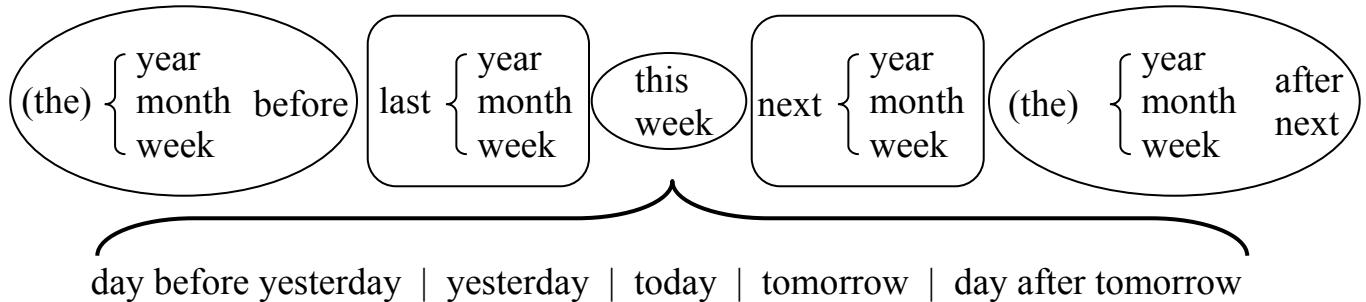 (the) year month week before
last year month week
this week
next year month week
(the) year month week after next
day before yesterday | yesterday | today | tomorrow | day after tomorrow